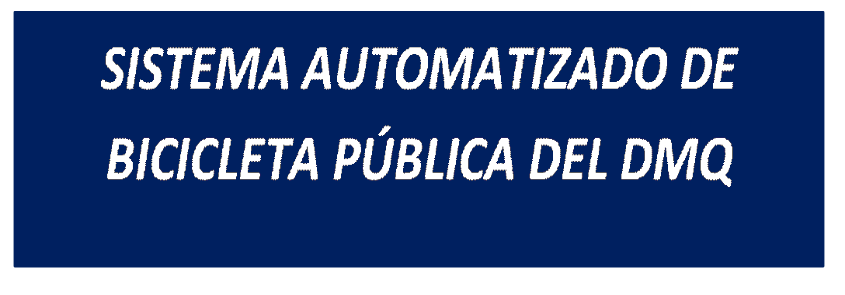 SISTEMA AUTOMATIZADO DE
BICICLETA PÚBLICA DEL DMQ